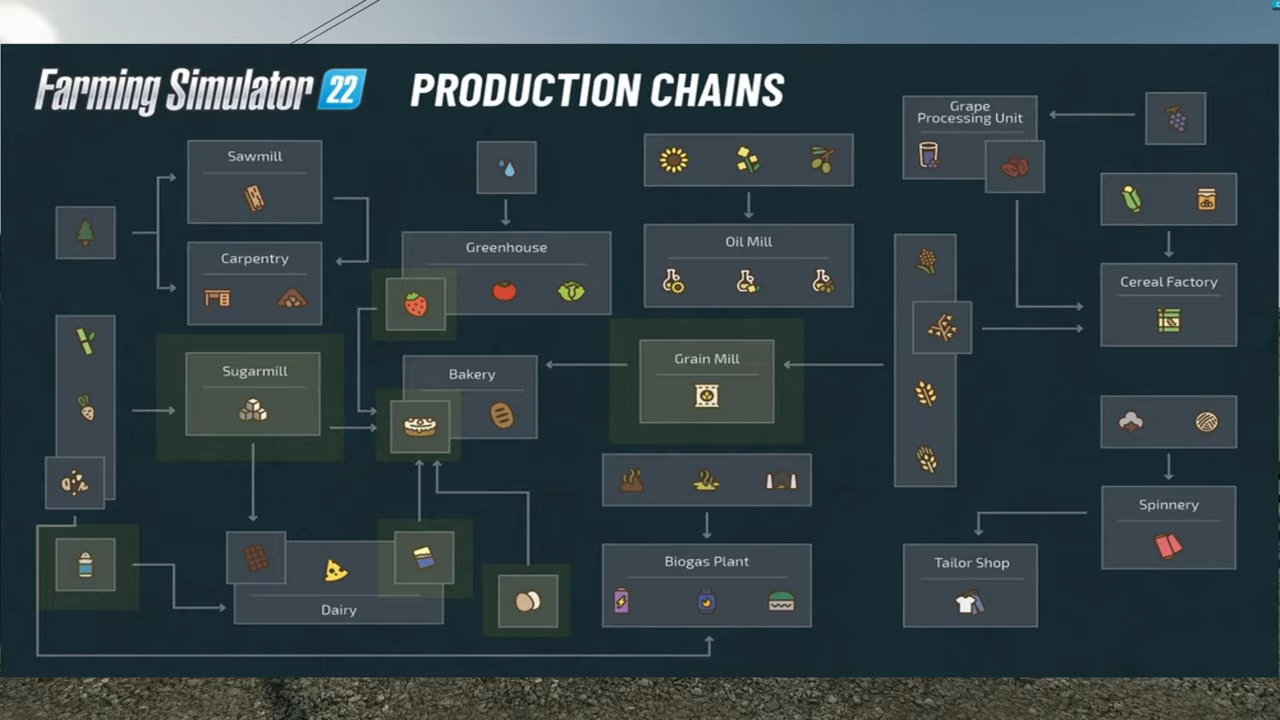 Farming Simulator 22
PRODUCTION CHAINS
Grape
Processing Unit
Sawmill
Carpentry
Greenhouse
Oil Mill
Cereal Factory
Sugarmill
Bakery
Grain Mill
Spinnery
Dairy
Biogas Plant
Tailor Shop